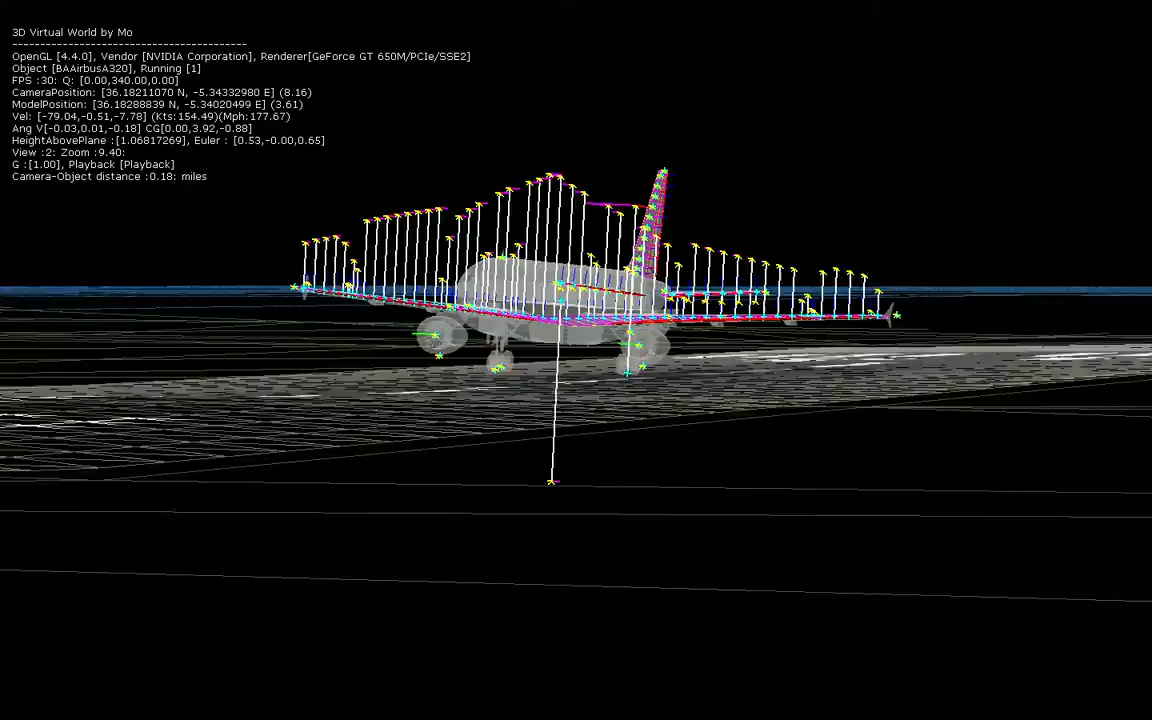 3D Virtual World by Mo
------------------------------------------
OpenGL [4.4.0], Vendor [NVIDIA Corporation], Renderer[GeForce GT 650M/PCIe/SSE2]
Object [BAAirbusA320], Running [1]
FPS :30: Q: [0.00,340.00,0.00]
CameraPosition: [36.18211070 N, -5.34332980 E] (8.16)
ModelPosition: [36.18288839 N, -5.34020499 E] (3.61)
Vel: [-79.04,-0.51,-7.78] (Kts:154.49)(Mph:177.67)
Ang V[-0.03,0.01,-0.18] CG[0.00,3.92,-0.88]
HeightAbovePlane :[1.06817269], Euler : [0.53,-0.00,0.65]
View :2: Zoom :9.40:
G :[1.00], Playback [Playback]
Camera-Object distance :0.18: miles